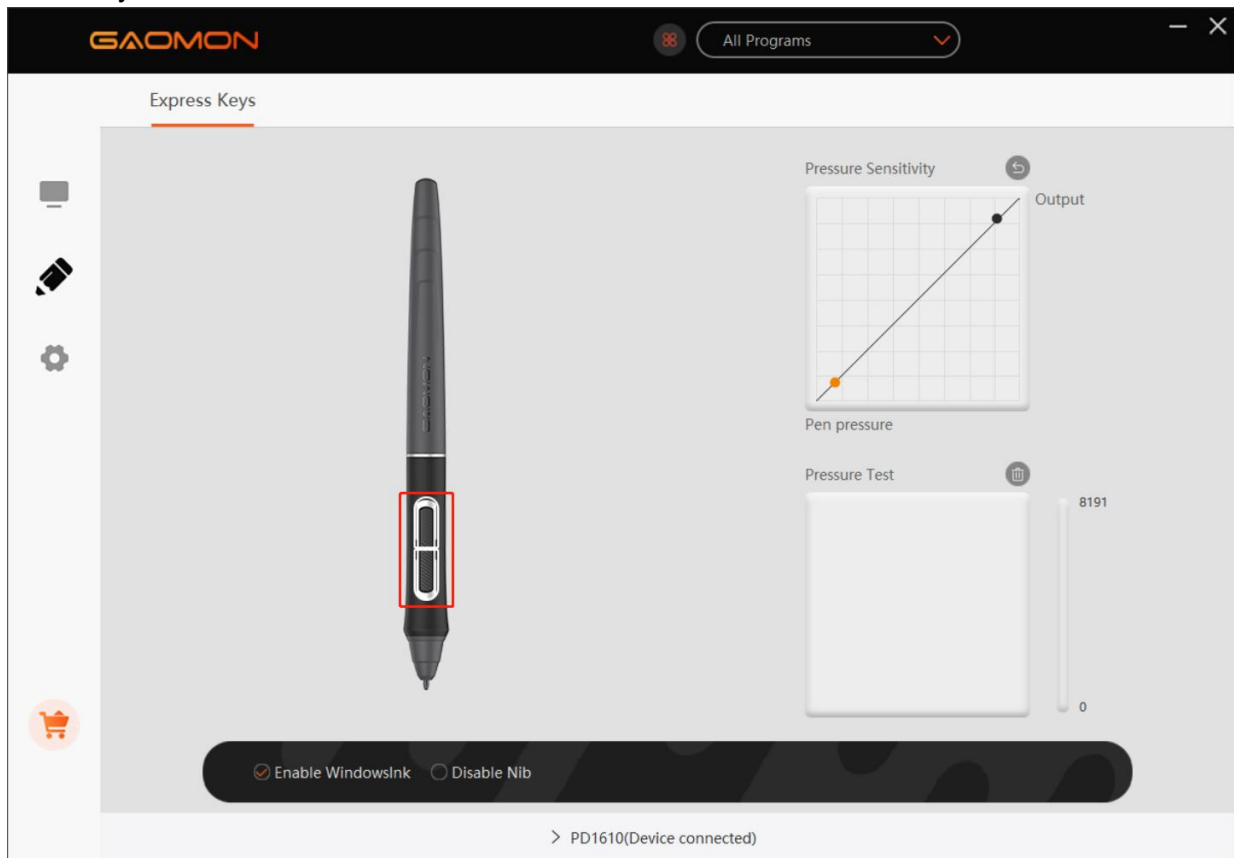 GAOMON
All Programs
Express Keys
Pressure Sensitivity
Output
GAOMON
Pen pressure
Pressure Test
8191
0
Enable WindowsInk
Disable Nib
PD1610(Device connected)